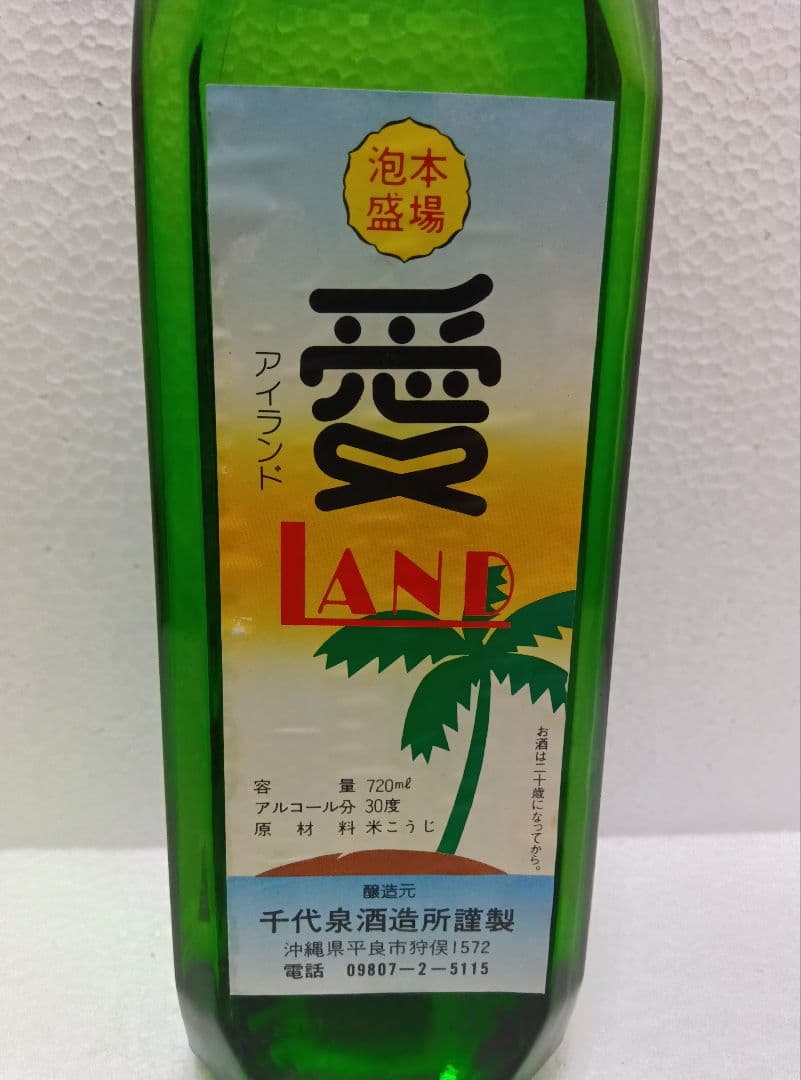 本場
泡盛
愛
アイランド
LAND
お酒は二十歳になってから。
容量 720ml
アルコール分 30度
原材料 米こうじ
醸造元
千代泉酒造所謹製
沖縄県平良市狩俣1572
電話 09807-2-5115